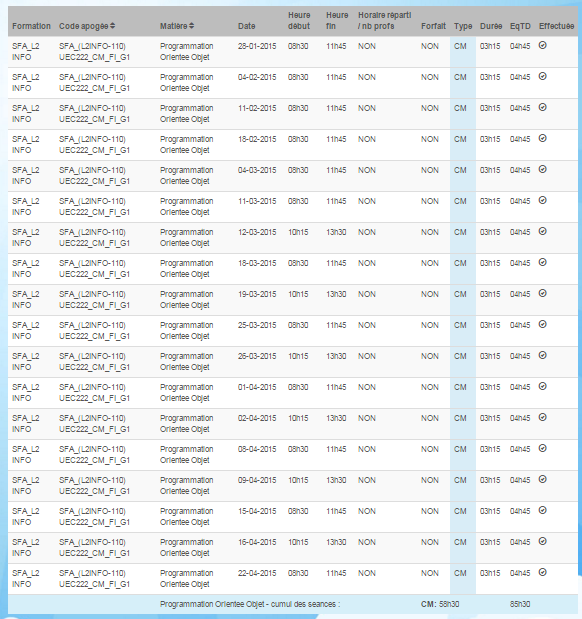 Formation Code apogée Matière Date Heure début Heure fin Horaire réparti / nb profs Forfait Type Durée EqTD Effectuée
SFA_L2 SFA_(L2INFO-110) Programmation 28-01-2015 08h30 11h45 NON NON CM 03h15 04h45
INFO UEC222_CM_FI_G1 Orientee Objet
SFA_L2 SFA_(L2INFO-110) Programmation 04-02-2015 08h30 11h45 NON NON CM 03h15 04h45
INFO UEC222_CM_FI_G1 Orientee Objet
SFA_L2 SFA_(L2INFO-110) Programmation 11-02-2015 08h30 11h45 NON NON CM 03h15 04h45
INFO UEC222_CM_FI_G1 Orientee Objet
SFA_L2 SFA_(L2INFO-110) Programmation 18-02-2015 08h30 11h45 NON NON CM 03h15 04h45
INFO UEC222_CM_FI_G1 Orientee Objet
SFA_L2 SFA_(L2INFO-110) Programmation 04-03-2015 08h30 11h45 NON NON CM 03h15 04h45
INFO UEC222_CM_FI_G1 Orientee Objet
SFA_L2 SFA_(L2INFO-110) Programmation 11-03-2015 08h30 11h45 NON NON CM 03h15 04h45
INFO UEC222_CM_FI_G1 Orientee Objet
SFA_L2 SFA_(L2INFO-110) Programmation 12-03-2015 10h15 13h30 NON NON CM 03h15 04h45
INFO UEC222_CM_FI_G1 Orientee Objet
SFA_L2 SFA_(L2INFO-110) Programmation 18-03-2015 08h30 11h45 NON NON CM 03h15 04h45
INFO UEC222_CM_FI_G1 Orientee Objet
SFA_L2 SFA_(L2INFO-110) Programmation 19-03-2015 10h15 13h30 NON NON CM 03h15 04h45
INFO UEC222_CM_FI_G1 Orientee Objet
SFA_L2 SFA_(L2INFO-110) Programmation 25-03-2015 08h30 11h45 NON NON CM 03h15 04h45
INFO UEC222_CM_FI_G1 Orientee Objet
SFA_L2 SFA_(L2INFO-110) Programmation 26-03-2015 10h15 13h30 NON NON CM 03h15 04h45
INFO UEC222_CM_FI_G1 Orientee Objet
SFA_L2 SFA_(L2INFO-110) Programmation 01-04-2015 08h30 11h45 NON NON CM 03h15 04h45
INFO UEC222_CM_FI_G1 Orientee Objet
SFA_L2 SFA_(L2INFO-110) Programmation 02-04-2015 10h15 13h30 NON NON CM 03h15 04h45
INFO UEC222_CM_FI_G1 Orientee Objet
SFA_L2 SFA_(L2INFO-110) Programmation 08-04-2015 08h30 11h45 NON NON CM 03h15 04h45
INFO UEC222_CM_FI_G1 Orientee Objet
SFA_L2 SFA_(L2INFO-110) Programmation 09-04-2015 10h15 13h30 NON NON CM 03h15 04h45
INFO UEC222_CM_FI_G1 Orientee Objet
SFA_L2 SFA_(L2INFO-110) Programmation 15-04-2015 08h30 11h45 NON NON CM 03h15 04h45
INFO UEC222_CM_FI_G1 Orientee Objet
SFA_L2 SFA_(L2INFO-110) Programmation 16-04-2015 10h15 13h30 NON NON CM 03h15 04h45
INFO UEC222_CM_FI_G1 Orientee Objet
SFA_L2 SFA_(L2INFO-110) Programmation 22-04-2015 08h30 11h45 NON NON CM 03h15 04h45
INFO UEC222_CM_FI_G1 Orientee Objet
Programmation Orientee Objet - cumul des seances : CM: 58h30 85h30